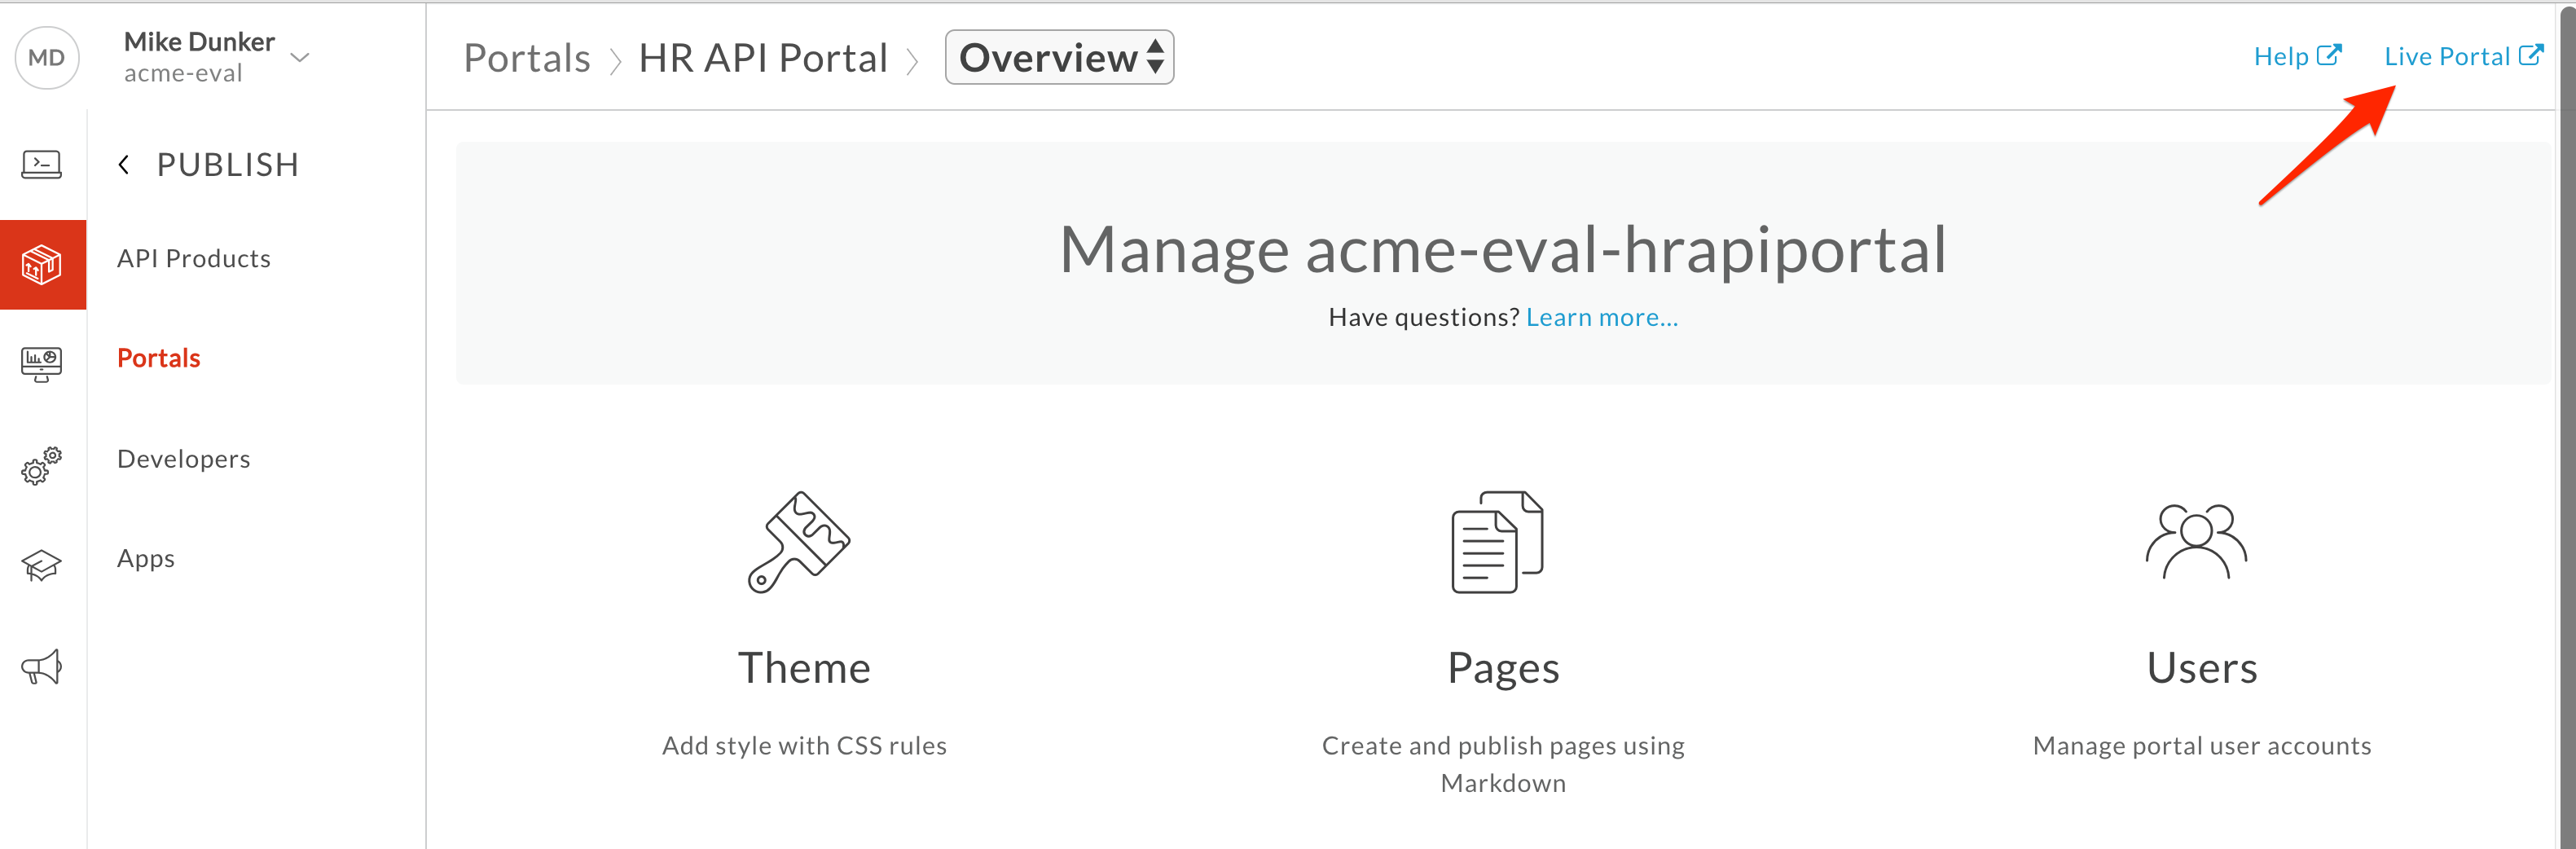 MD
Mike Dunker
acme-eval
Portals
HR API Portal
Overview
Help
Live Portal
PUBLISH
API Products
Portals
Developers
Apps
Manage acme-eval-hrapiportal
Have questions? Learn more...
Theme
Add style with CSS rules
Pages
Create and publish pages using
Markdown
Users
Manage portal user accounts